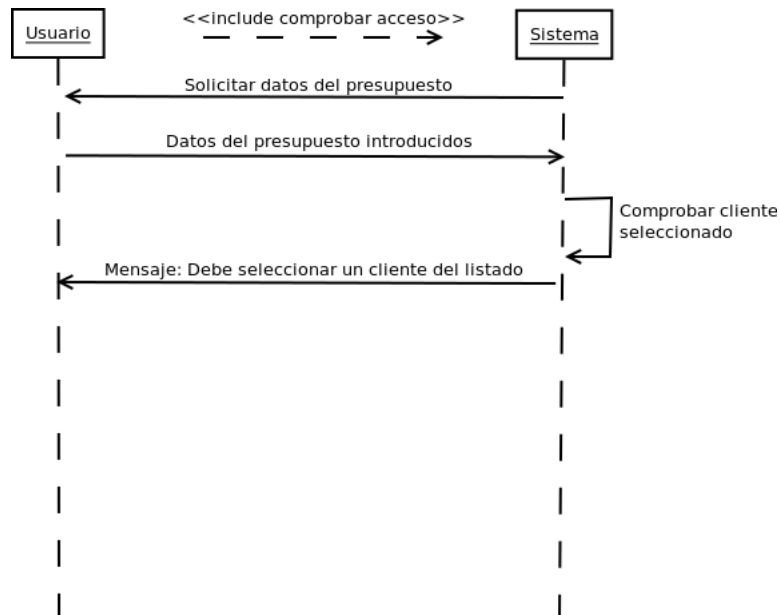 Usuario
<<include comprobar acceso>>
Sistema
Solicitar datos del presupuesto
Datos del presupuesto introducidos
Comprobar cliente
seleccionado
Mensaje: Debe seleccionar un cliente del listado